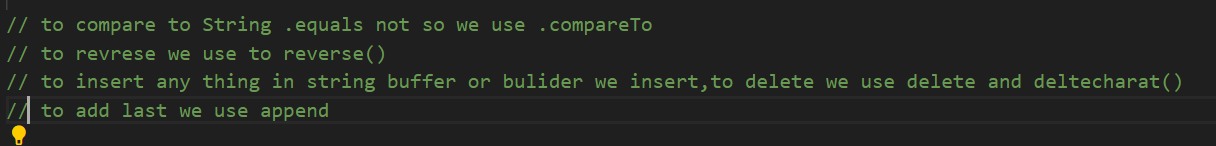 // to compare to String .equals not so we use .compareTo
// to revrese we use to reverse()
// to insert any thing in string buffer or bulider we insert,to delete we use delete and deltecharat()
// to add last we use append